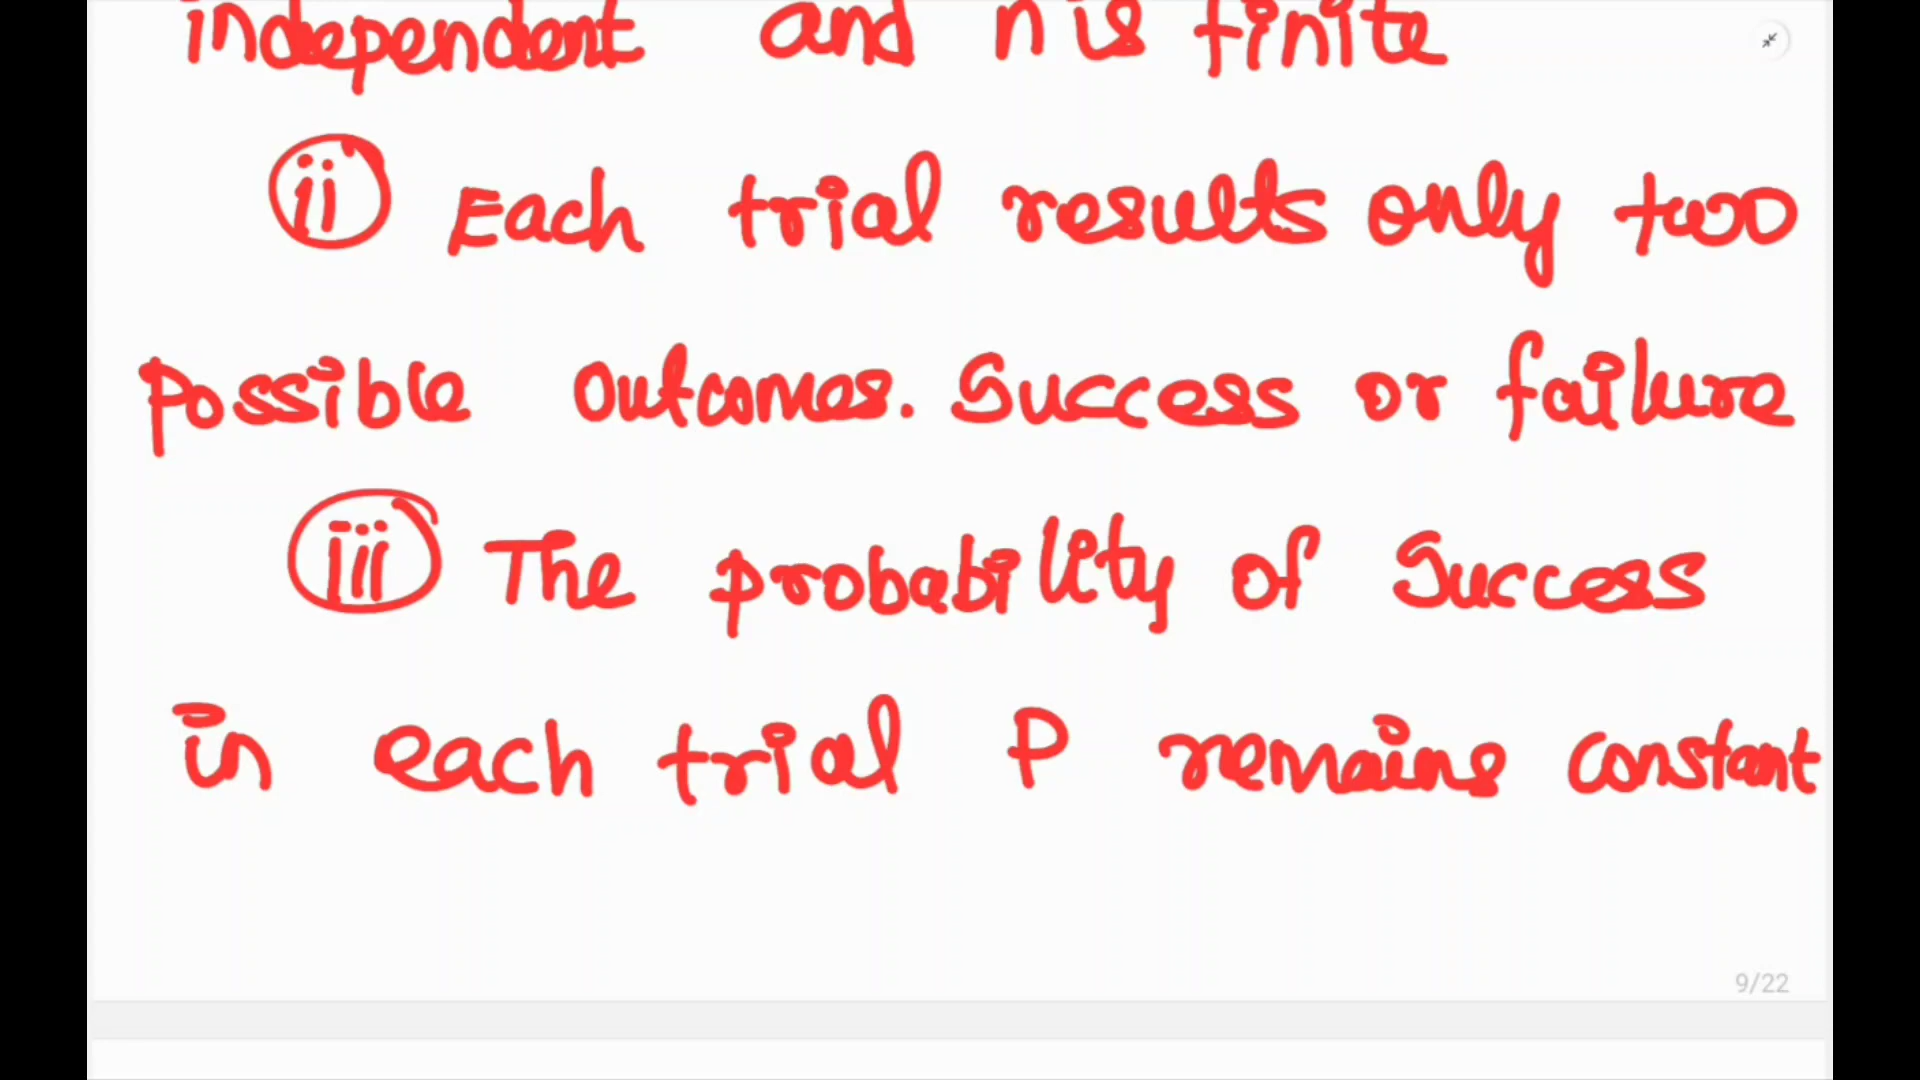 independent and n is finite
ii Each trial results only two
possible outcomes. Success or failure
iii The probability of Success
in each trial P remains constant
9/22